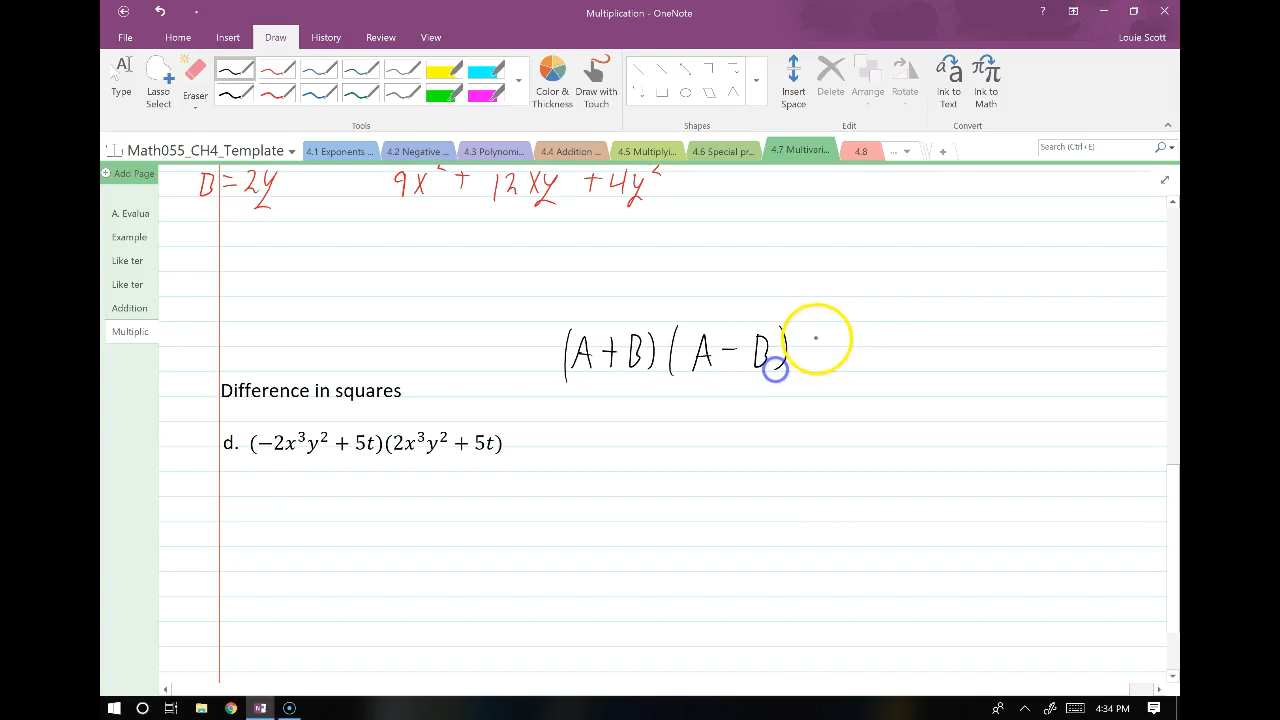 Multiplication - OneNote
File Home Insert Draw History Review View Louie Scott
Type Lasso Select Eraser Color & Thickness Draw with Touch Insert Space Delete Arrange Rotate Ink to Text Ink to Math
Tools Shapes Edit Convert
Math055_CH4_Template 4.1 Exponents ... 4.2 Negative ... 4.3 Polynomi... 4.4 Addition ... 4.5 Multiplyi... 4.6 Special pr... 4.7 Multivari... 4.8 ... Search (Ctrl+E)
Add Page
A. Evalua
Example
Like ter
Like ter
Addition
Multiplic
B = 2y 9x² + 12xy + 4y²
(A + B)(A - B)
Difference in squares
d. (−2x³y² + 5t)(2x³y² + 5t)
4:34 PM